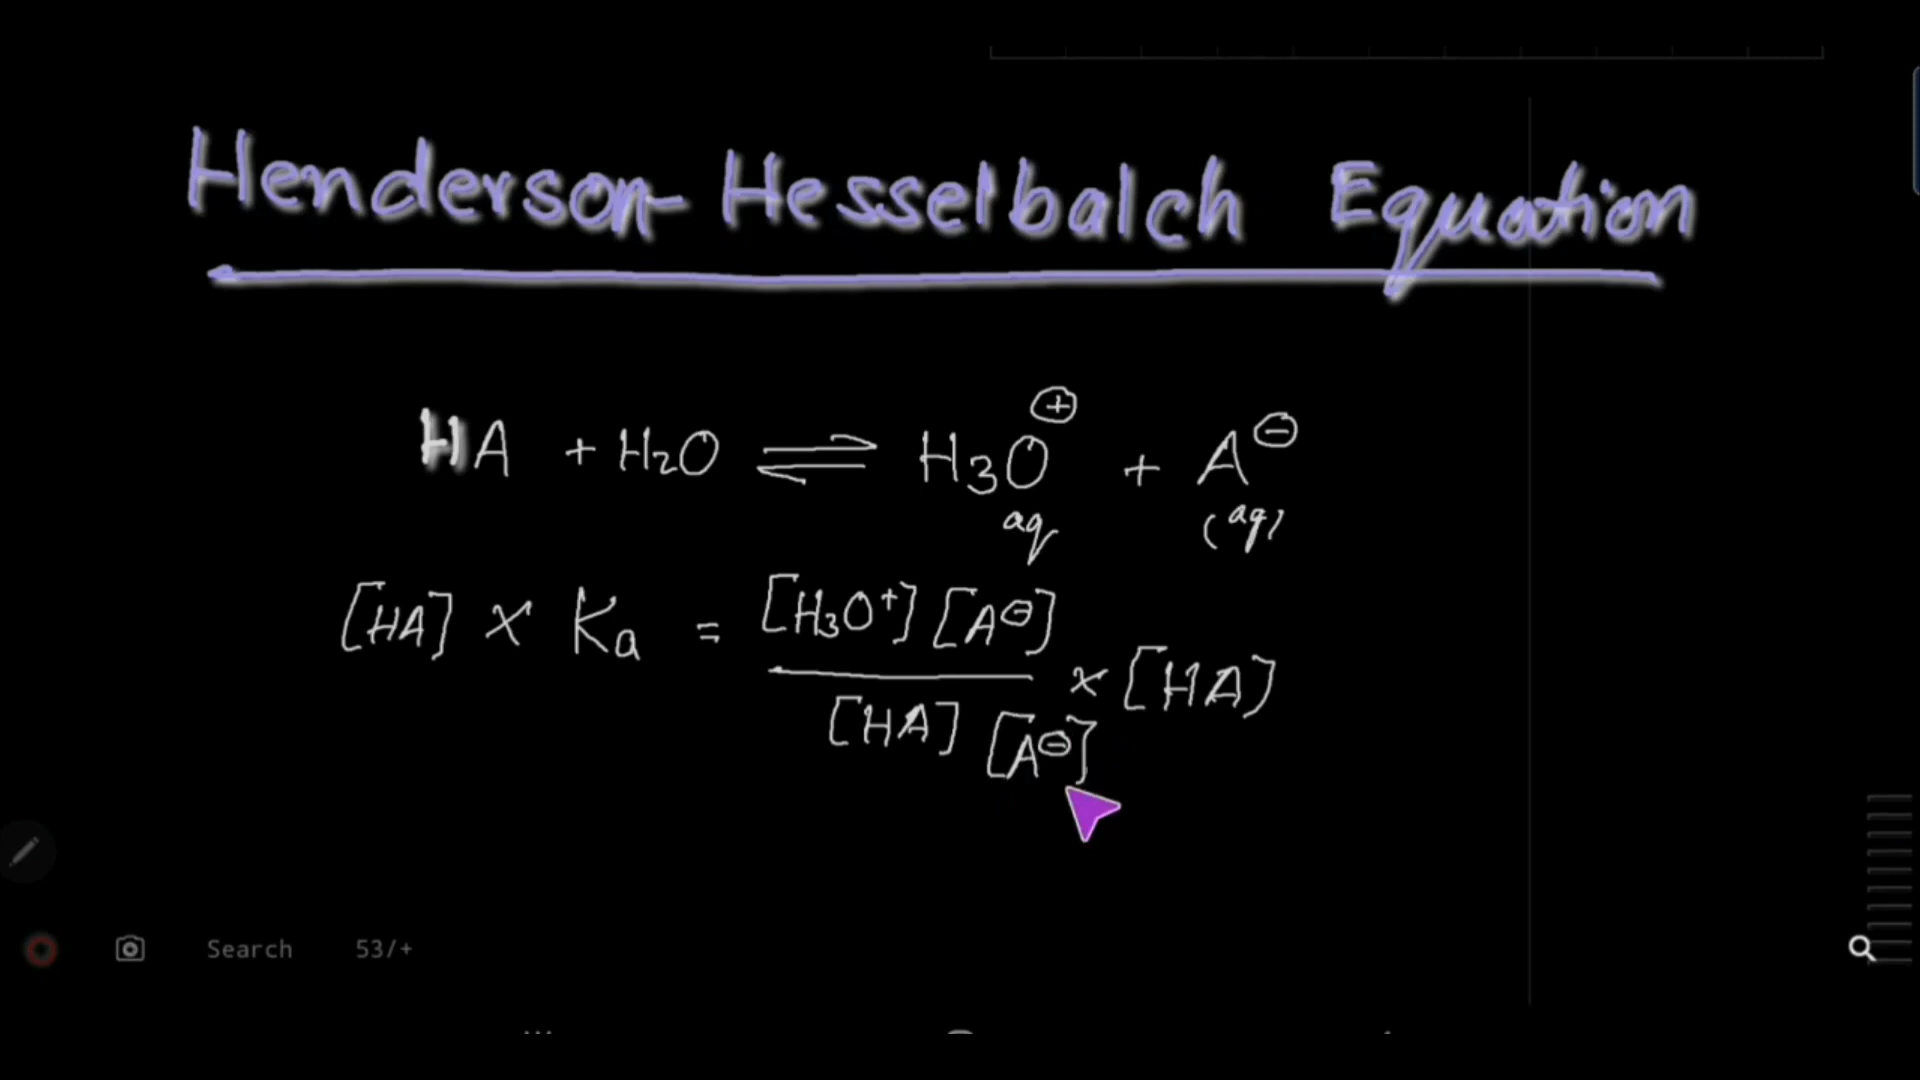 Henderson-Hesselbalch Equation
HA + H₂O ⇌ H₃O⊕ + A⊖
aq (aq)
[HA] × Ka = [H₃O⁺] [A⊖]
× [HA]
[HA] [A⊖]
Search 53/+